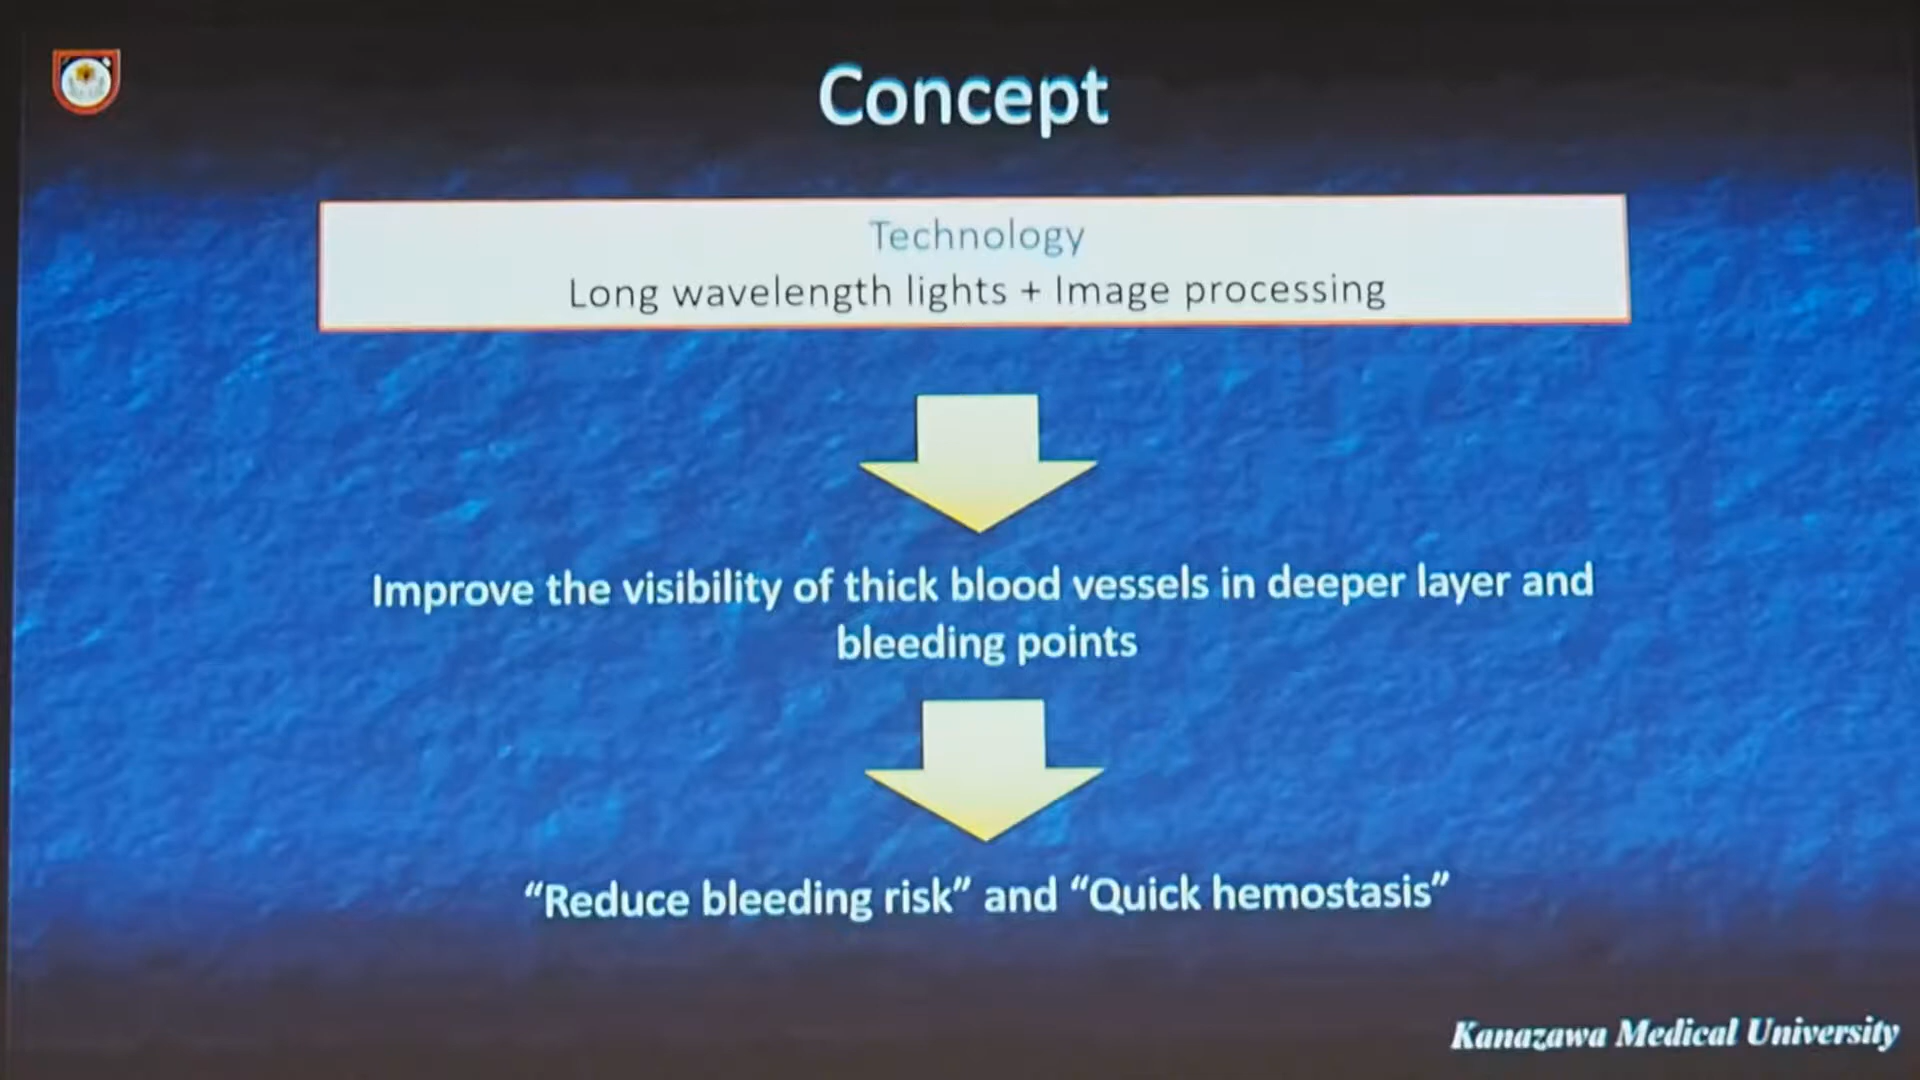 Concept
Technology
Long wavelength lights + Image processing
Improve the visibility of thick blood vessels in deeper layer and
bleeding points
“Reduce bleeding risk” and “Quick hemostasis”
Kanazawa Medical University